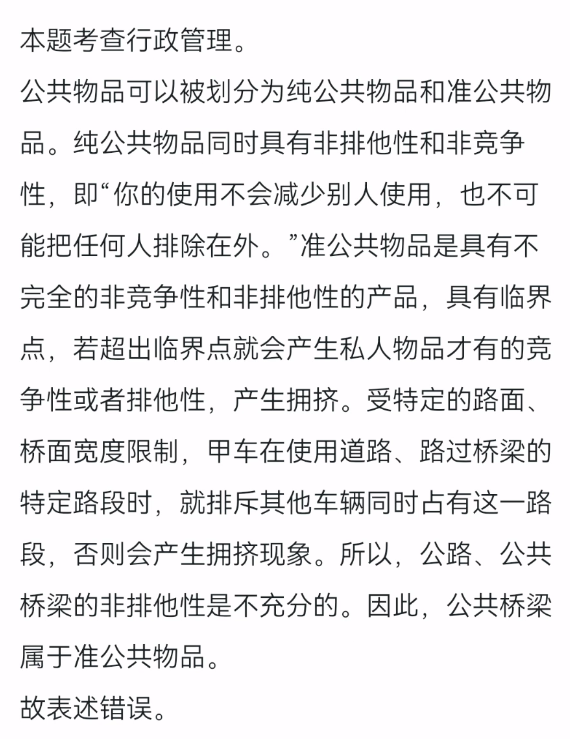 本题考查行政管理。
公共物品可以被划分为纯公共物品和准公共物
品。纯公共物品同时具有非排他性和非竞争
性，即“你的使用不会减少别人使用，也不可
能把任何人排除在外。”准公共物品是具有不
完全的非竞争性和非排他性的产品，具有临界
点，若超出临界点就会产生私人物品才有的竞
争性或者排他性，产生拥挤。受特定的路面、
桥面宽度限制，甲车在使用道路、路过桥梁的
特定路段时，就排斥其他车辆同时占有这一路
段，否则会产生拥挤现象。所以，公路、公共
桥梁的非排他性是不充分的。因此，公共桥梁
属于准公共物品。
故表述错误。